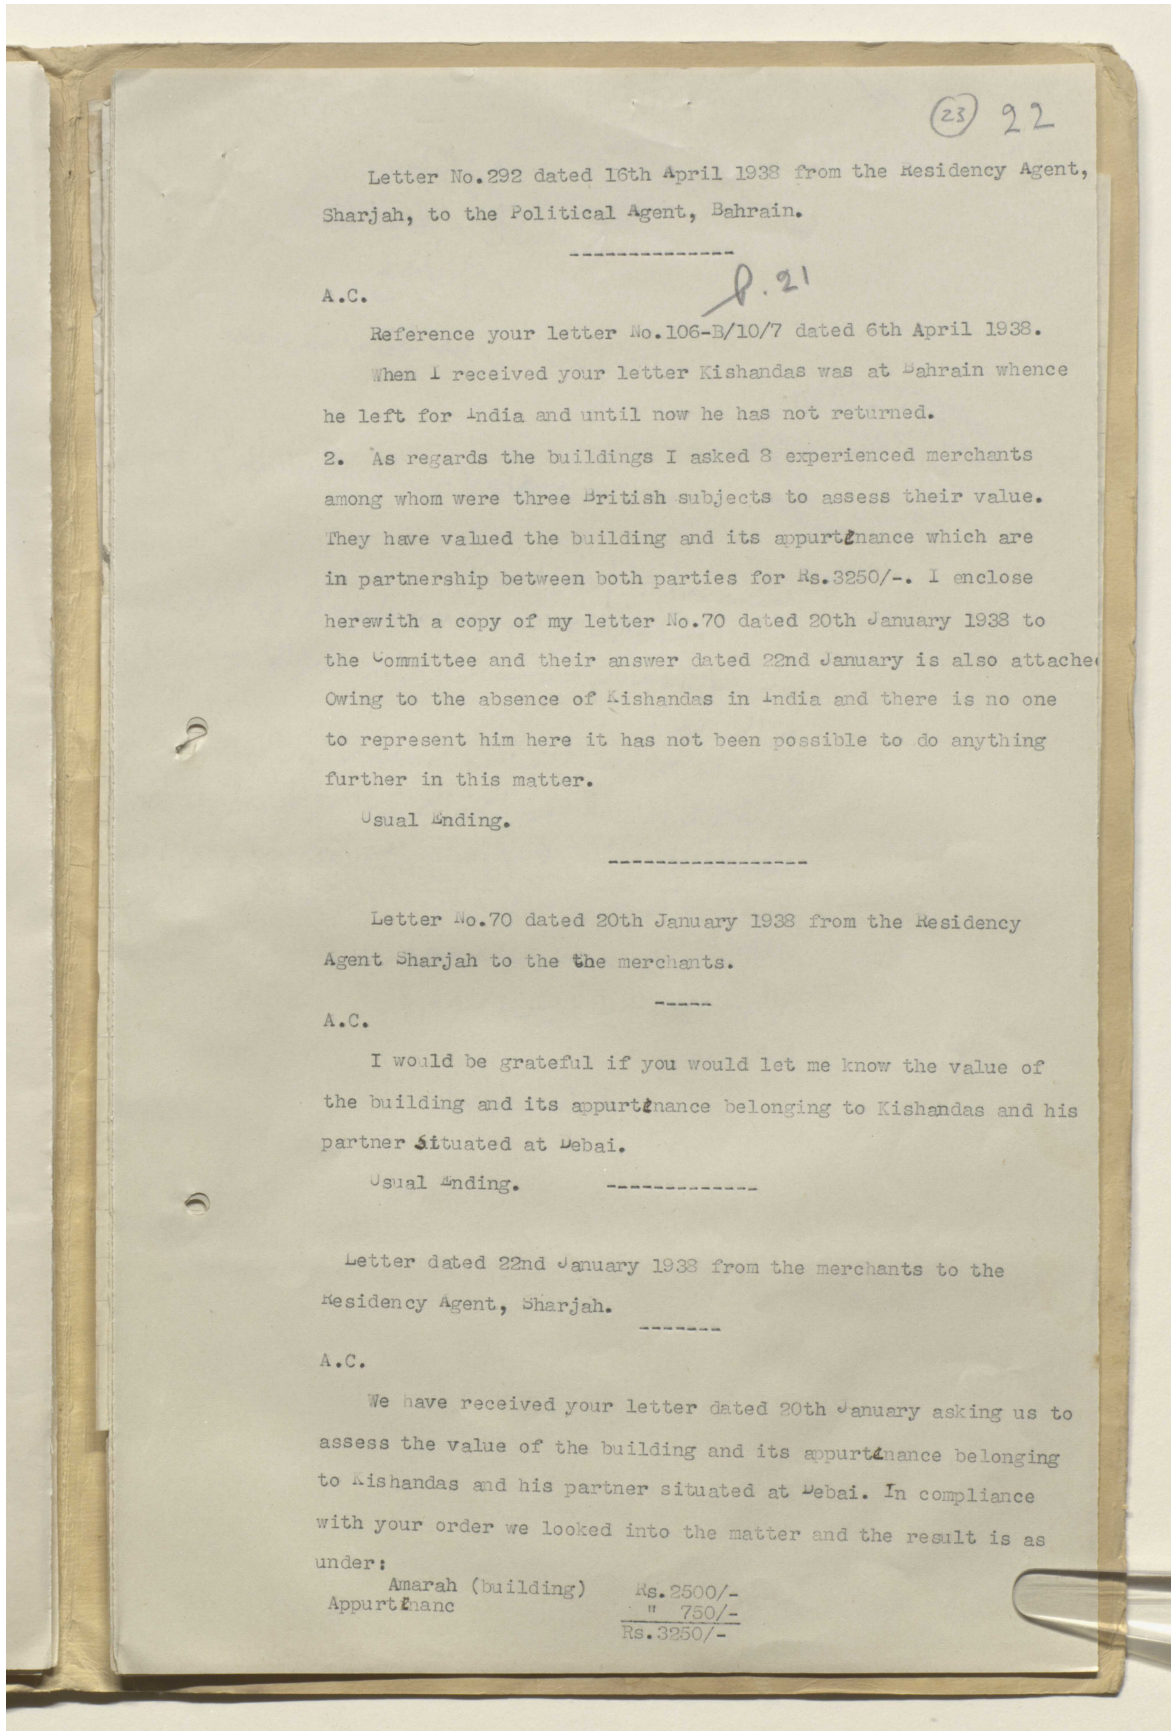 23 22
Letter No.292 dated 16th April 1938 from the Residency Agent,
Sharjah, to the Political Agent, Bahrain.
--------------
P.21
A.C.
Reference your letter No.106-B/10/7 dated 6th April 1938.
When I received your letter Kishandas was at Bahrain whence
he left for India and until now he has not returned.
2. As regards the buildings I asked 8 experienced merchants
among whom were three British subjects to assess their value.
They have valued the building and its appurtenance which are
in partnership between both parties for Rs.3250/-. I enclose
herewith a copy of my letter No.70 dated 20th January 1938 to
the Committee and their answer dated 22nd January is also attached
Owing to the absence of Kishandas in India and there is no one
to represent him here it has not been possible to do anything
further in this matter.
Usual Ending.
-----------------
Letter No.70 dated 20th January 1938 from the Residency
Agent Sharjah to the the merchants.
-----
A.C.
I would be grateful if you would let me know the value of
the building and its appurtenance belonging to Kishandas and his
partner situated at Debai.
Usual Ending. -------------
Letter dated 22nd January 1938 from the merchants to the
Residency Agent, Sharjah.
-------
A.C.
We have received your letter dated 20th January asking us to
assess the value of the building and its appurtenance belonging
to Kishandas and his partner situated at Debai. In compliance
with your order we looked into the matter and the result is as
under:
Amarah (building) Rs.2500/-
Appurtenanc " 750/-
Rs.3250/-